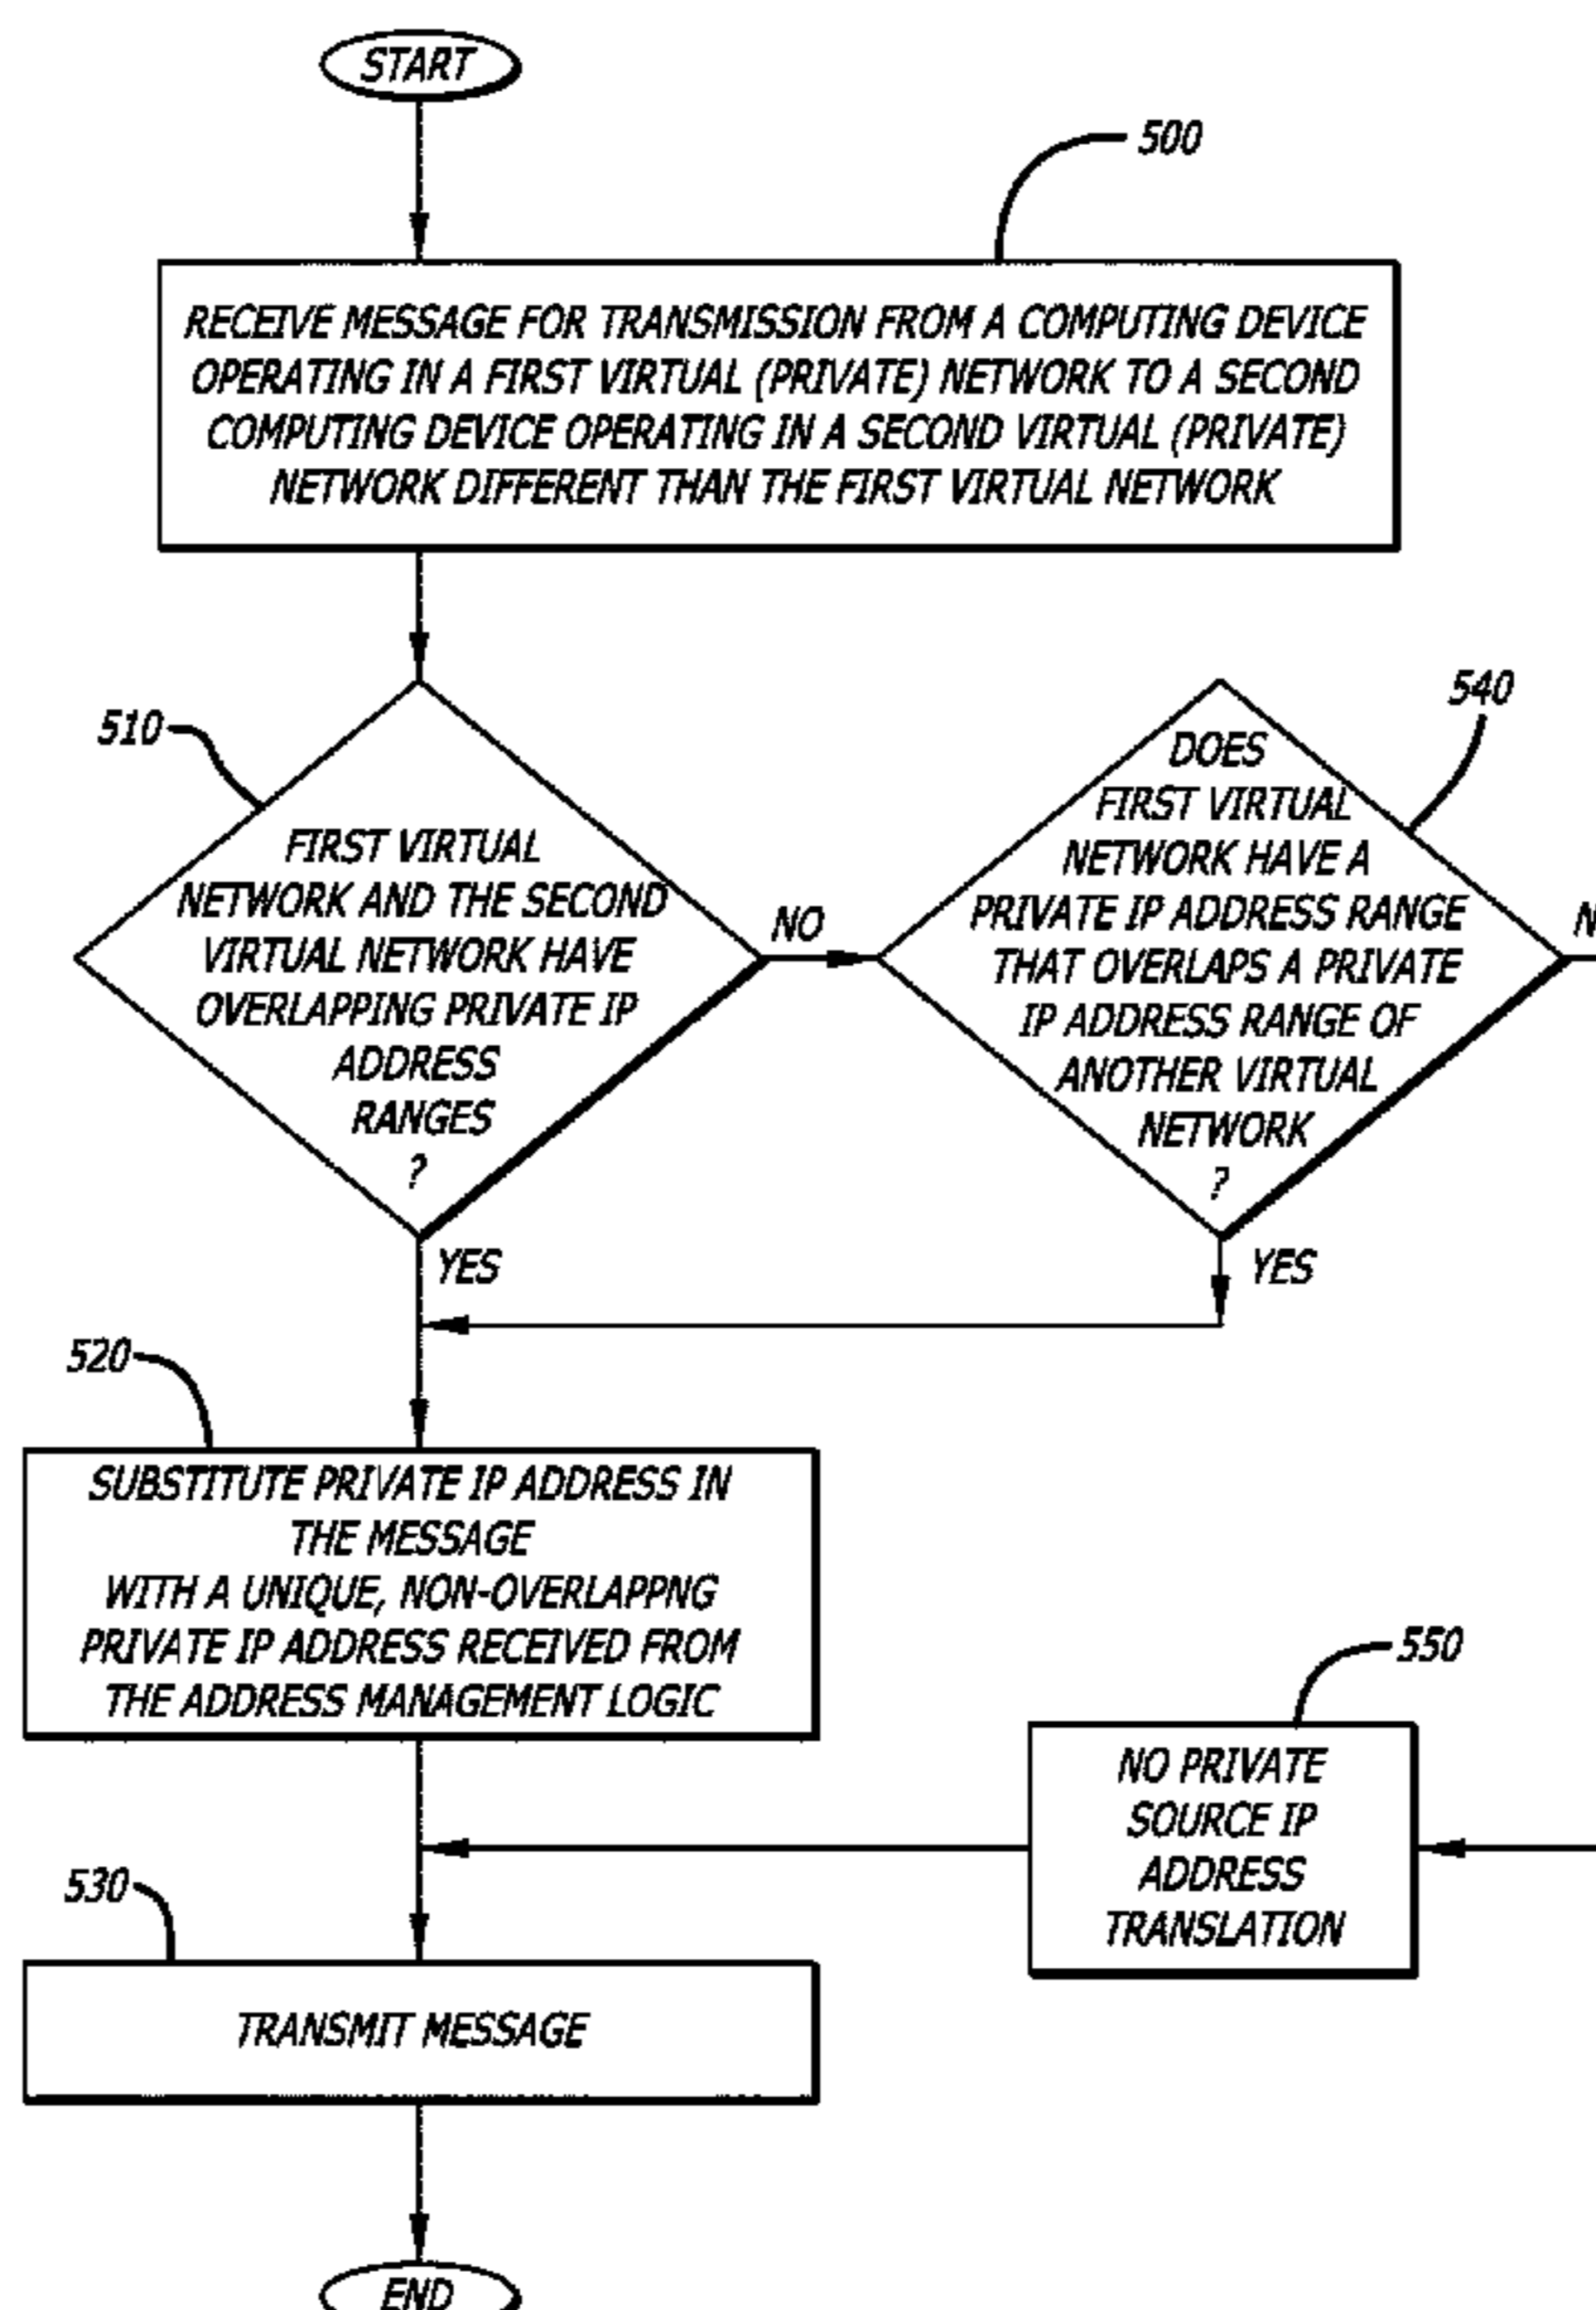 START
500
RECEIVE MESSAGE FOR TRANSMISSION FROM A COMPUTING DEVICE
OPERATING IN A FIRST VIRTUAL (PRIVATE) NETWORK TO A SECOND
COMPUTING DEVICE OPERATING IN A SECOND VIRTUAL (PRIVATE)
NETWORK DIFFERENT THAN THE FIRST VIRTUAL NETWORK
510
FIRST VIRTUAL
NETWORK AND THE SECOND
VIRTUAL NETWORK HAVE
OVERLAPPING PRIVATE IP
ADDRESS
RANGES
?
NO
YES
540
DOES
FIRST VIRTUAL
NETWORK HAVE A
PRIVATE IP ADDRESS RANGE
THAT OVERLAPS A PRIVATE
IP ADDRESS RANGE OF
ANOTHER VIRTUAL
NETWORK
?
YES
520
SUBSTITUTE PRIVATE IP ADDRESS IN
THE MESSAGE
WITH A UNIQUE, NON-OVERLAPPNG
PRIVATE IP ADDRESS RECEIVED FROM
THE ADDRESS MANAGEMENT LOGIC
550
NO PRIVATE
SOURCE IP
ADDRESS
TRANSLATION
530
TRANSMIT MESSAGE
END